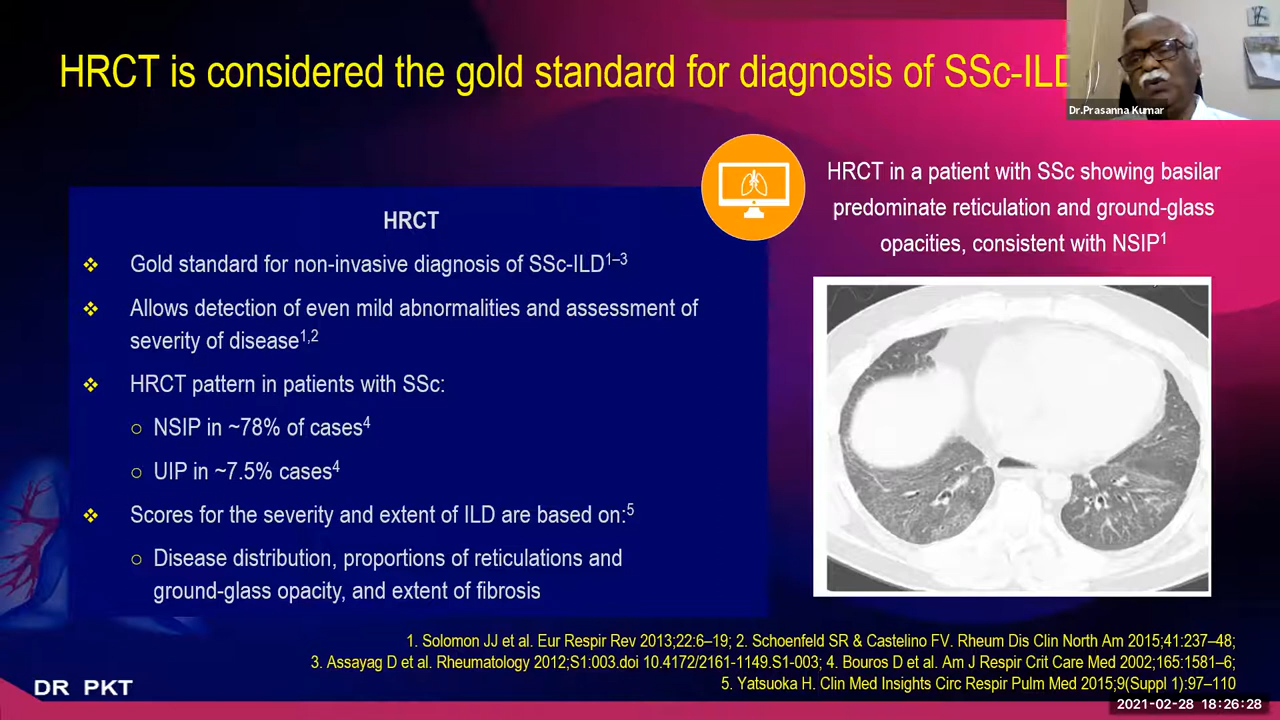 HRCT is considered the gold standard for diagnosis of SSc-ILD
Dr.Prasanna Kumar
HRCT
❖ Gold standard for non-invasive diagnosis of SSc-ILD1–3
❖ Allows detection of even mild abnormalities and assessment of
severity of disease1,2
❖ HRCT pattern in patients with SSc:
○ NSIP in ~78% of cases4
○ UIP in ~7.5% cases4
❖ Scores for the severity and extent of ILD are based on:5
○ Disease distribution, proportions of reticulations and
ground-glass opacity, and extent of fibrosis
HRCT in a patient with SSc showing basilar
predominate reticulation and ground-glass
opacities, consistent with NSIP1
1. Solomon JJ et al. Eur Respir Rev 2013;22:6–19; 2. Schoenfeld SR & Castelino FV. Rheum Dis Clin North Am 2015;41:237–48;
3. Assayag D et al. Rheumatology 2012;S1:003.doi 10.4172/2161-1149.S1-003; 4. Bouros D et al. Am J Respir Crit Care Med 2002;165:1581–6;
5. Yatsuoka H. Clin Med Insights Circ Respir Pulm Med 2015;9(Suppl 1):97–110
DR PKT
2021-02-28 18:26:28